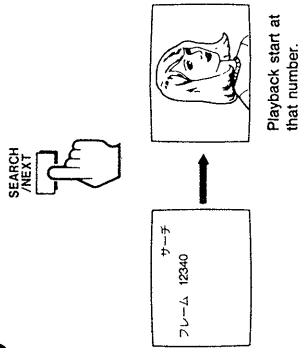 SEARCH
/NEXT
サーチ
フレーム 12340
Playback start at
that number.